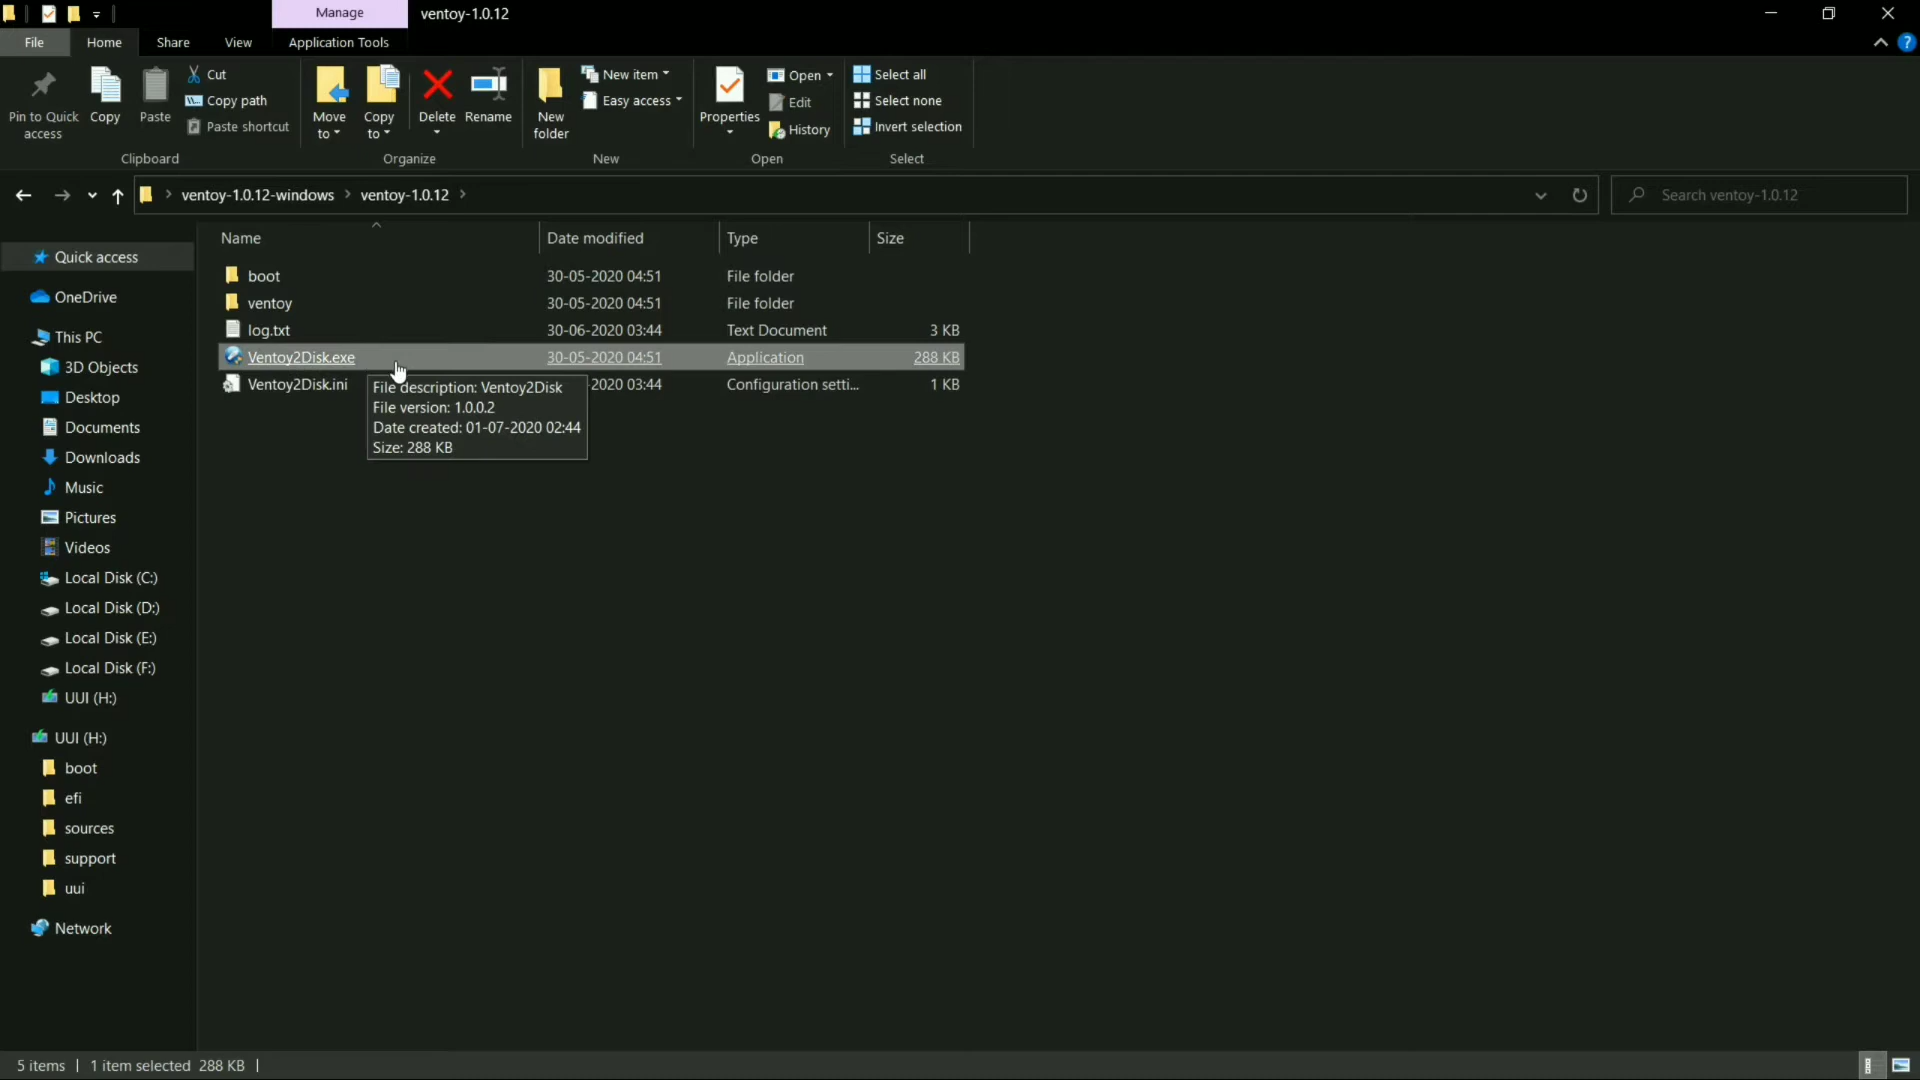 Manage
ventoy-1.0.12
File
Home
Share
View
Application Tools
Pin to Quick access
Copy
Paste
Cut
Copy path
Paste shortcut
Clipboard
Move to
Copy to
Delete
Rename
Organize
New folder
New item
Easy access
New
Properties
Open
Edit
History
Open
Select all
Select none
Invert selection
Select
ventoy-1.0.12-windows
ventoy-1.0.12
Search ventoy-1.0.12
Name
Date modified
Type
Size
boot 30-05-2020 04:51 File folder
ventoy 30-05-2020 04:51 File folder
log.txt 30-06-2020 03:44 Text Document 3 KB
Ventoy2Disk.exe 30-05-2020 04:51 Application 288 KB
Ventoy2Disk.ini -2020 03:44 Configuration setti... 1 KB
File description: Ventoy2Disk
File version: 1.0.0.2
Date created: 01-07-2020 02:44
Size: 288 KB
Quick access
OneDrive
This PC
3D Objects
Desktop
Documents
Downloads
Music
Pictures
Videos
Local Disk (C:)
Local Disk (D:)
Local Disk (E:)
Local Disk (F:)
UUI (H:)
UUI (H:)
boot
efi
sources
support
uui
Network
5 items
1 item selected 288 KB